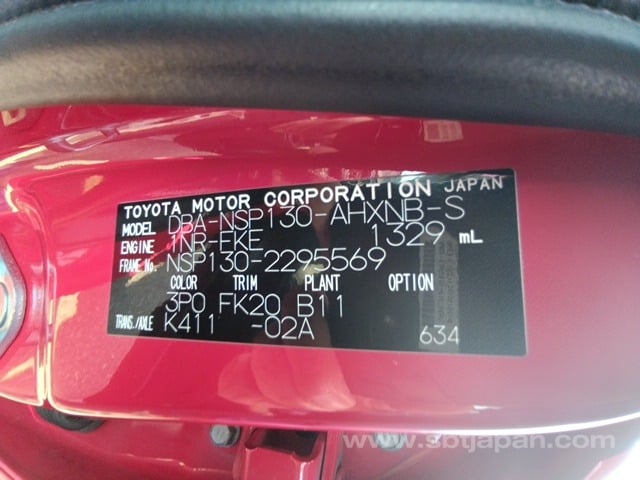 TOYOTA MOTOR CORPORATION JAPAN
MODEL DBA-NSP130-AHXNB-S
ENGINE 1NR-FKE 1329 mL
FRAME No. NSP130-2295569
COLOR TRIM PLANT OPTION
3P0 FK20 B11
TRANS./AXLE K411 -02A 634
www.sbtjapan.com